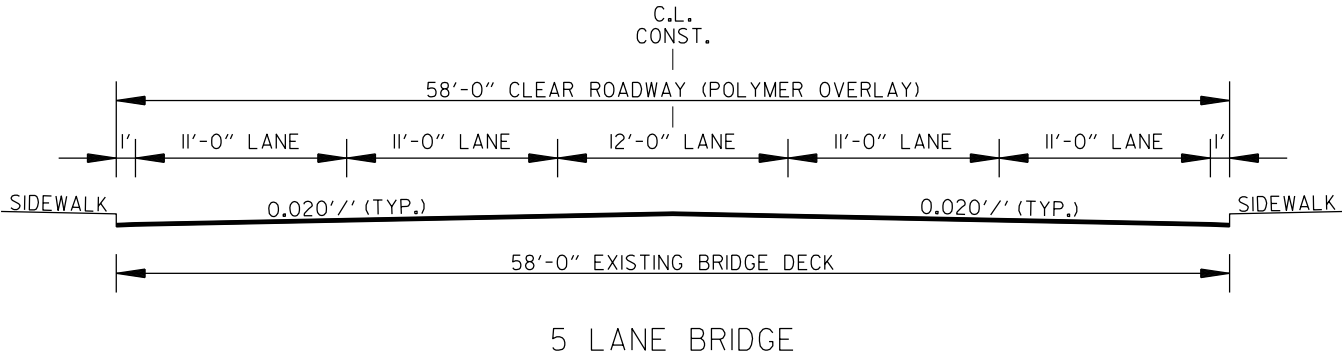 C.L.
CONST.
58'-0" CLEAR ROADWAY (POLYMER OVERLAY)
1' 11'-0" LANE 11'-0" LANE 12'-0" LANE 11'-0" LANE 11'-0" LANE 1'
SIDEWALK 0.020'/' (TYP.) 0.020'/' (TYP.) SIDEWALK
58'-0" EXISTING BRIDGE DECK
5 LANE BRIDGE